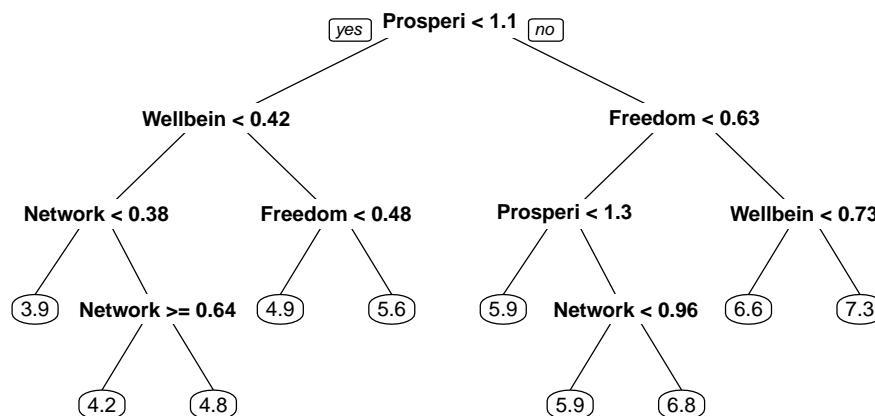 Prosperi < 1.1
yes no
Wellbein < 0.42 Freedom < 0.63
Network < 0.38 Freedom < 0.48 Prosperi < 1.3 Wellbein < 0.73
3.9 Network >= 0.64 4.9 5.6 5.9 Network < 0.96 6.6 7.3
4.2 4.8 5.9 6.8